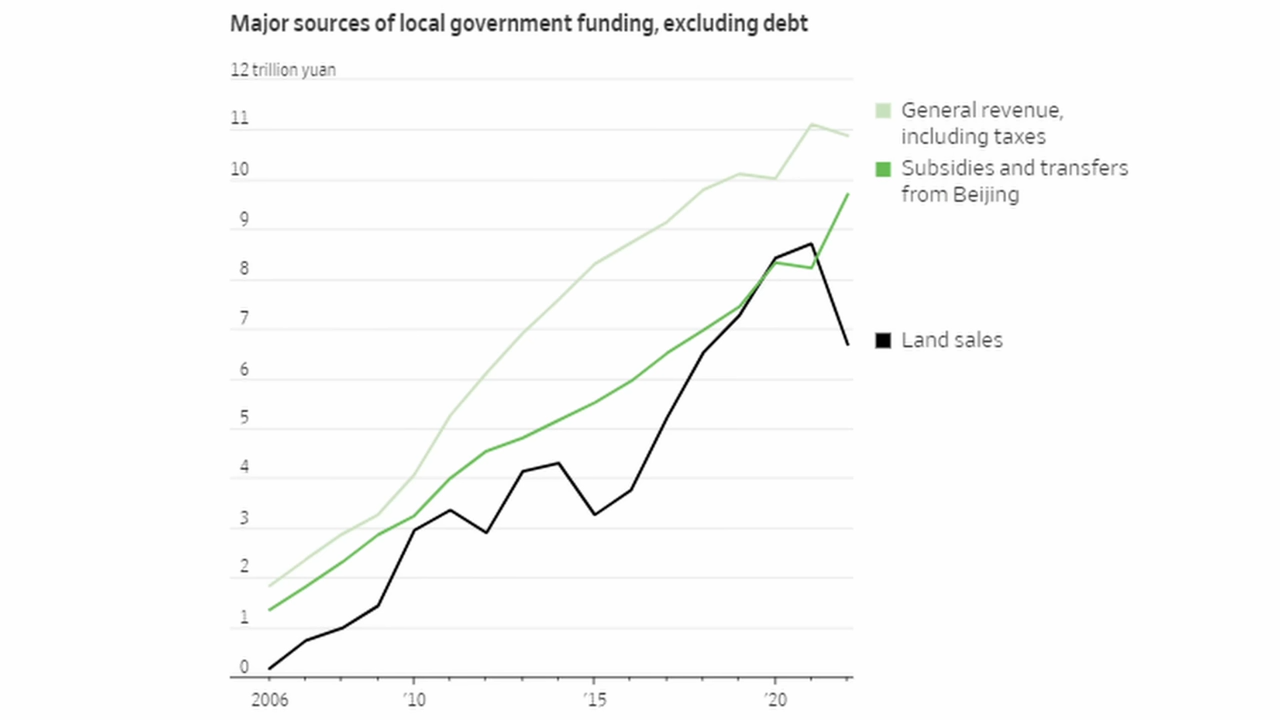 Major sources of local government funding, excluding debt
12 trillion yuan
11
10
9
8
7
6
5
4
3
2
1
0
2006 ’10 ’15 ’20
General revenue,
including taxes
Subsidies and transfers
from Beijing
Land sales